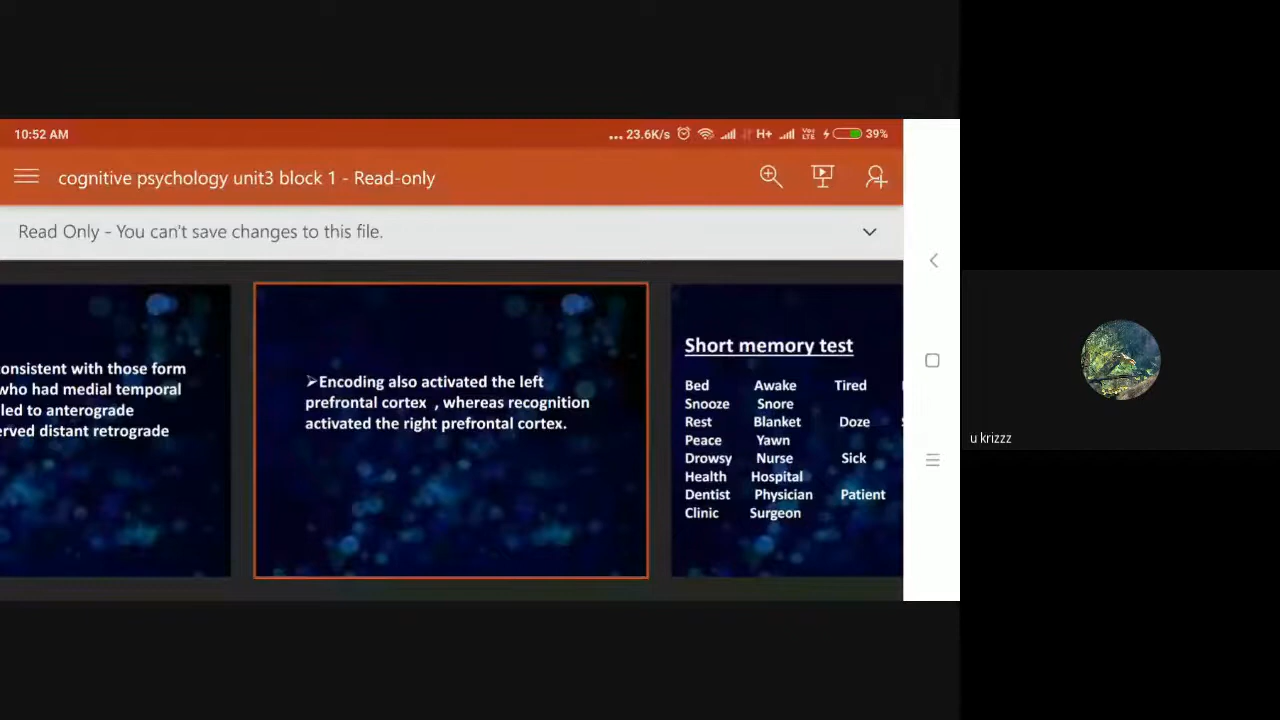 10:52 AM
... 23.6K/s H+ Vo) LTE 39%
cognitive psychology unit3 block 1 - Read-only
Read Only - You can't save changes to this file.
onsistent with those form
who had medial temporal
led to anterograde
erved distant retrograde
➢Encoding also activated the left
prefrontal cortex , whereas recognition
activated the right prefrontal cortex.
Short memory test
Bed Awake Tired
Snooze Snore
Rest Blanket Doze
Peace Yawn
Drowsy Nurse Sick
Health Hospital
Dentist Physician Patient
Clinic Surgeon
u krizzz